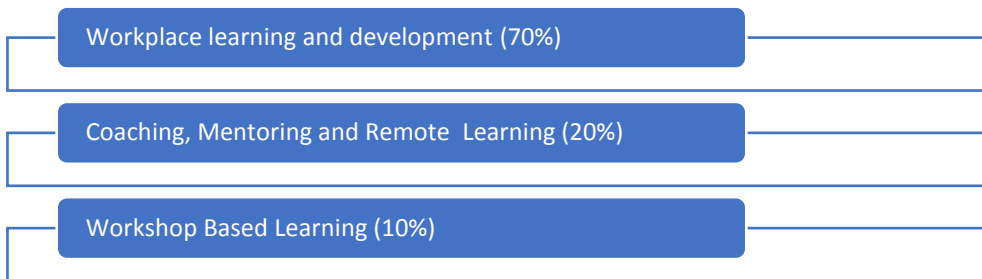 Workplace learning and development (70%)
Coaching, Mentoring and Remote  Learning (20%)
Workshop Based Learning (10%)